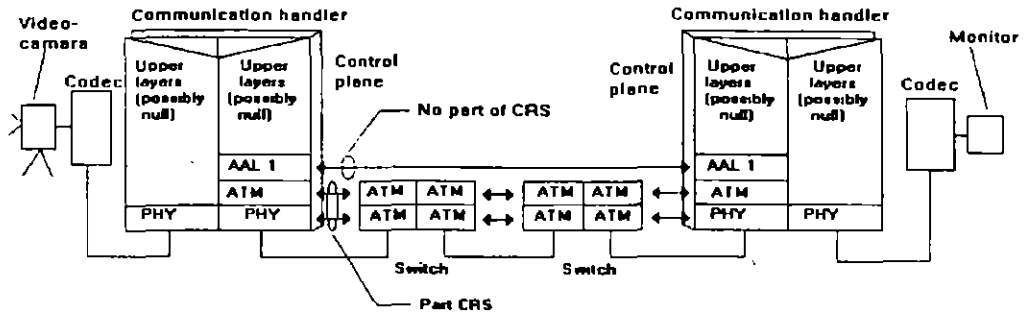 Communication handler
Communication handler
Video-
camara
Codec
Upper
layers
(possibly
null)
Upper
layers
(possibly
null)
Control
plane
No part of CRS
Control
plane
Upper
layers
(possibly
null)
Upper
layers
(possibly
null)
Codec
Monitor
AAL 1
ATM
PHY
PHY
ATM
ATM
ATM
ATM
ATM
ATM
ATM
ATM
AAL 1
ATM
PHY
PHY
Switch
Switch
Part CRS